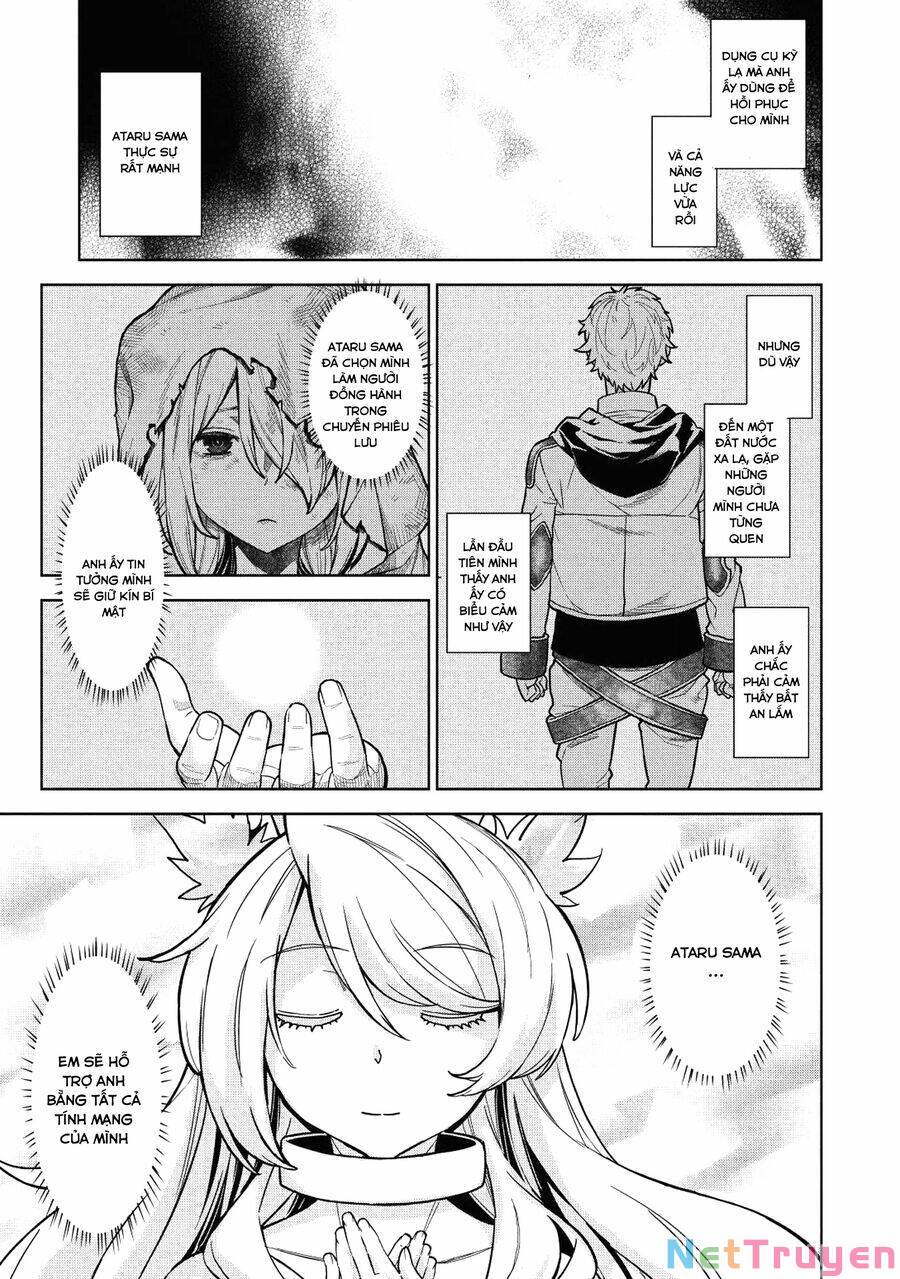 DỤNG CỤ KỲ
LẠ MÀ ANH
ẤY DÙNG ĐỂ
HỒI PHỤC
CHO MÌNH
VÀ CẢ
NĂNG
LỰC
VỪA
RỒI
ATARU SAMA
THỰC SỰ
RẤT MẠNH
NHƯNG
DÙ VẬY
ĐẾN MỘT
ĐẤT NƯỚC
XA LẠ, GẶP
NHỮNG
NGƯỜI
MÌNH CHƯA
TỪNG
QUEN
ANH ẤY
CHẮC
PHẢI CẢM
THẤY BẤT
AN LẮM
LẦN ĐẦU
TIÊN MÌNH
THẤY ANH
ẤY CÓ
BIỂU CẢM
NHƯ VẬY
ATARU SAMA
ĐÃ CHỌN MÌNH
LÀM NGƯỜI
ĐỒNG HÀNH
TRONG
CHUYẾN PHIÊU
LƯU
ANH ẤY TIN
TƯỞNG MÌNH
SẼ GIỮ KÍN BÍ
MẬT
ATARU SAMA
...
EM SẼ HỖ
TRỢ ANH
BẰNG TẤT CẢ
TÍNH MẠNG
CỦA MÌNH
NetTruyen